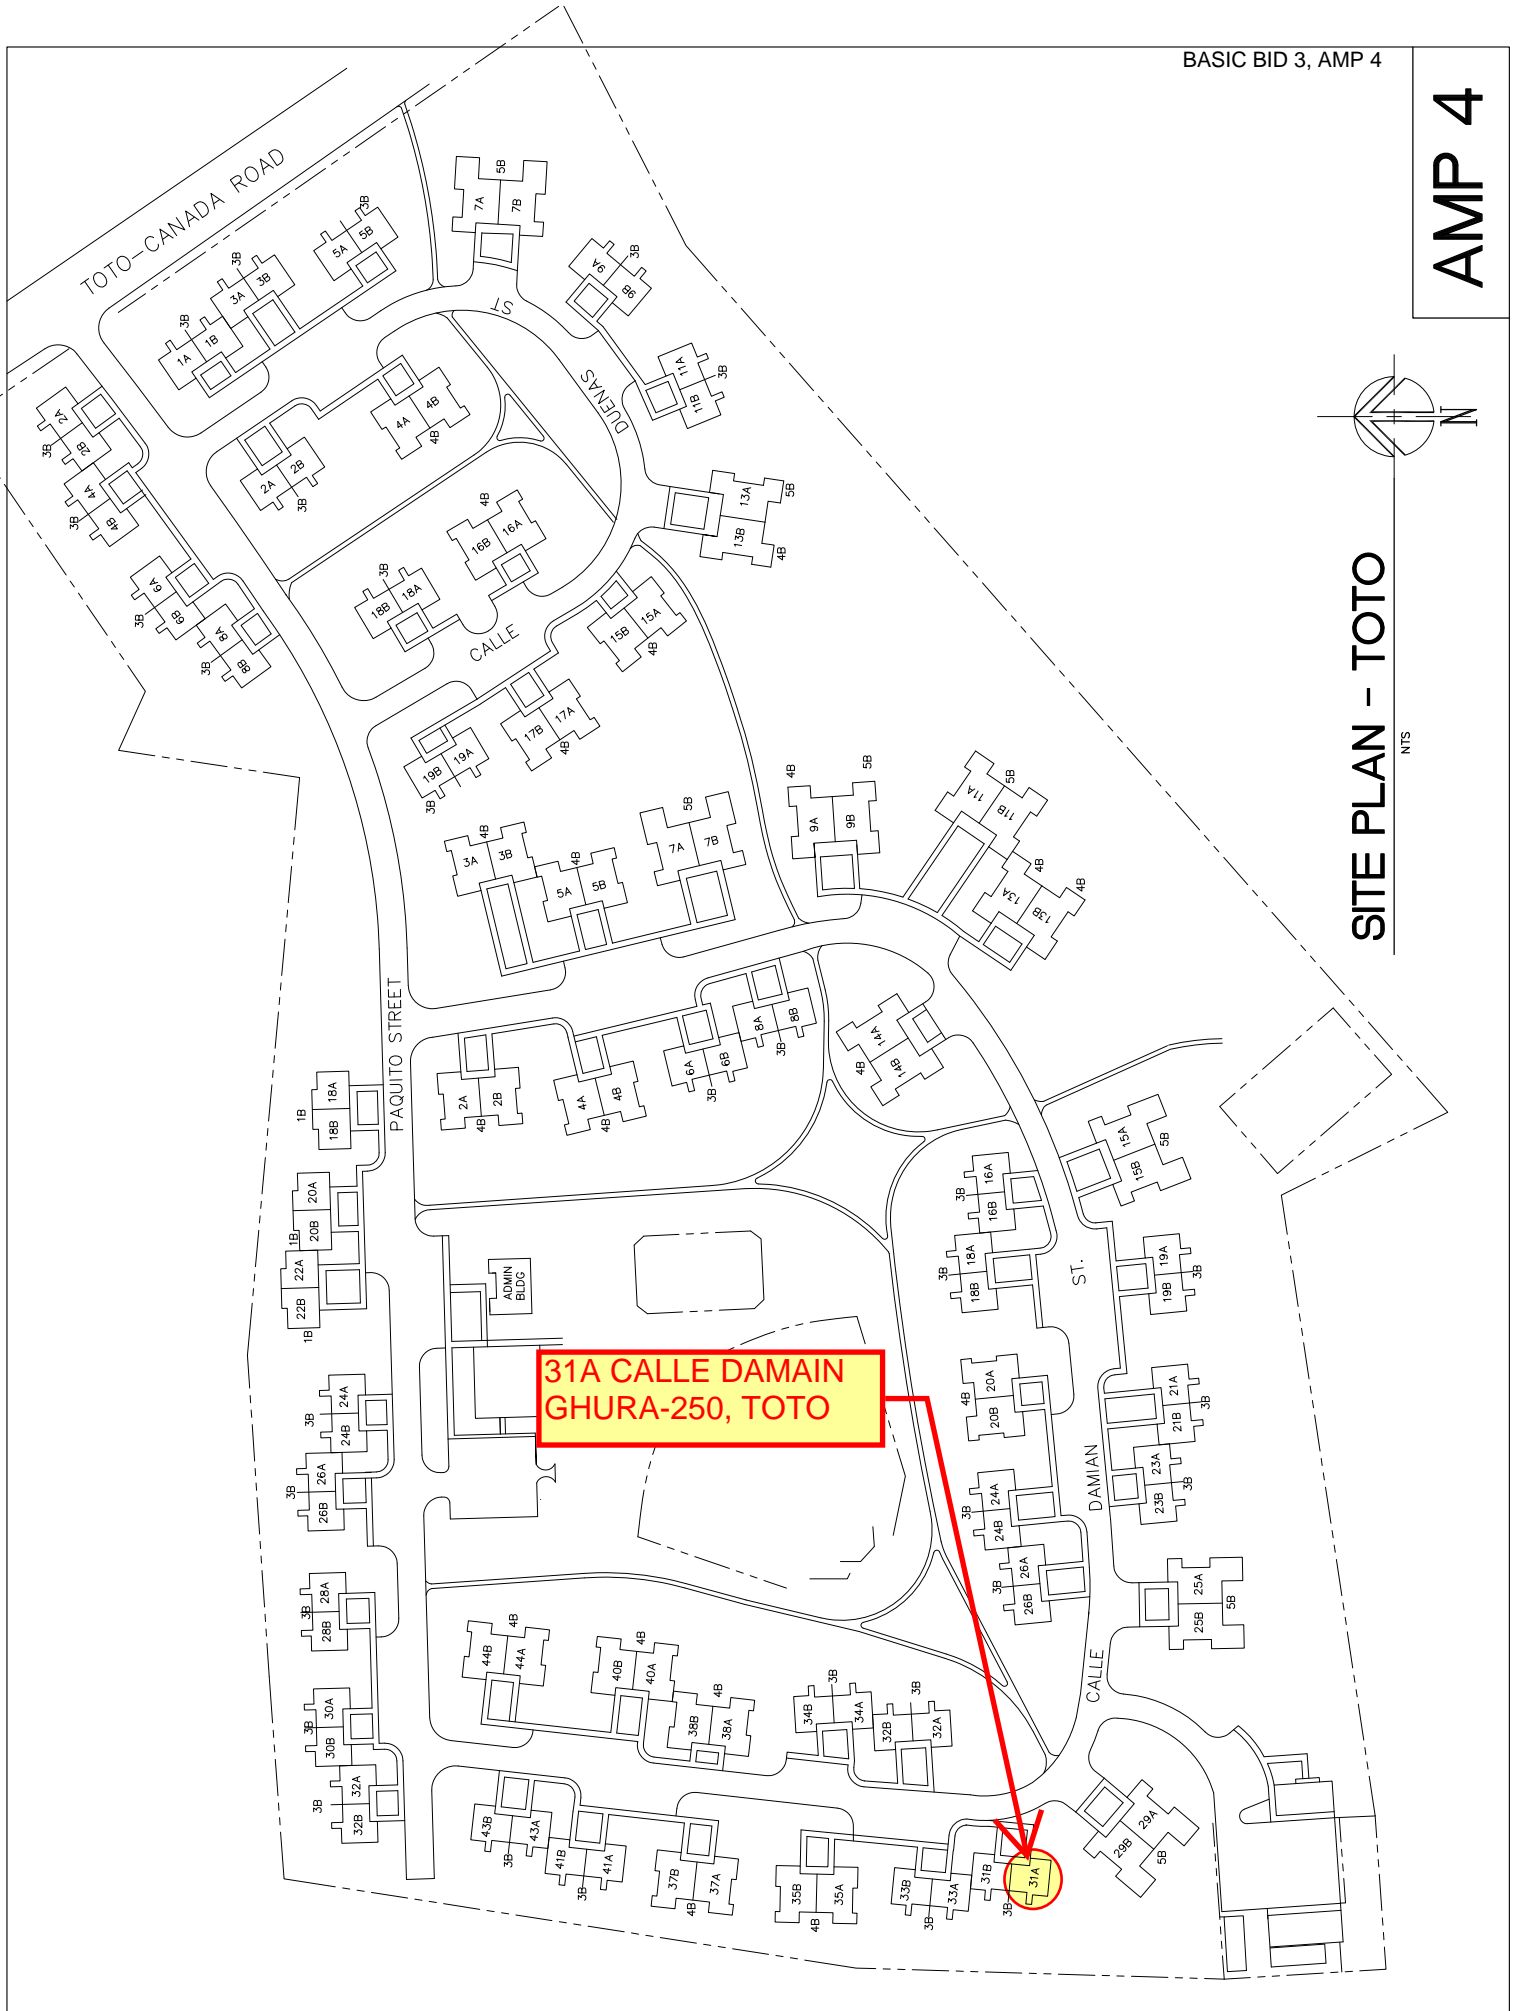 BASIC BID 3, AMP 4
AMP 4
TOTO-CANADA ROAD
5B
7A
7B
3B
5A
5B
3B
3A
3B
3B
1A
1B
ST
3B
9A
9B
DUENAS
11A
3B
11B
2A
3B
2B
4A
3B
4B
4A
4B
4B
2A
2B
3B
N
SITE PLAN - TOTO
NTS
13A
5B
13B
4B
4B
16B
16A
3B
18B
18A
CALLE
15B
15A
4B
6A
3B
6B
8A
3B
8B
17B
17A
4B
19B
19A
3B
4B
3A
3B
4B
5A
5B
5B
7A
7B
4B
5B
9A
9B
11A
5B
11B
4B
13A
13B
4B
PAQUITO STREET
2A
2B
4B
4A
4B
4B
6A
6B
3B
8A
8B
3B
14A
4B
14B
1B
18A
18B
20A
1B
20B
22A
22B
1B
15A
5B
15B
16A
3B
16B
18A
3B
18B
ST.
19A
3B
19B
ADMIN
BLDG
31A CALLE DAMAIN
GHURA-250, TOTO
24A
3B
24B
26A
3B
26B
20A
4B
20B
21A
3B
21B
DAMIAN
23A
3B
23B
24A
3B
24B
26A
3B
26B
25A
5B
25B
28A
3B
28B
CALLE
4B
44B
44A
4B
40B
40A
4B
38B
38A
3B
34B
34A
3B
32B
32A
30A
3B
30B
32A
3B
32B
43B
43A
3B
41B
41A
3B
37B
37A
4B
35B
35A
4B
33B
33A
3B
31B
31A
3B
29A
29B
5B